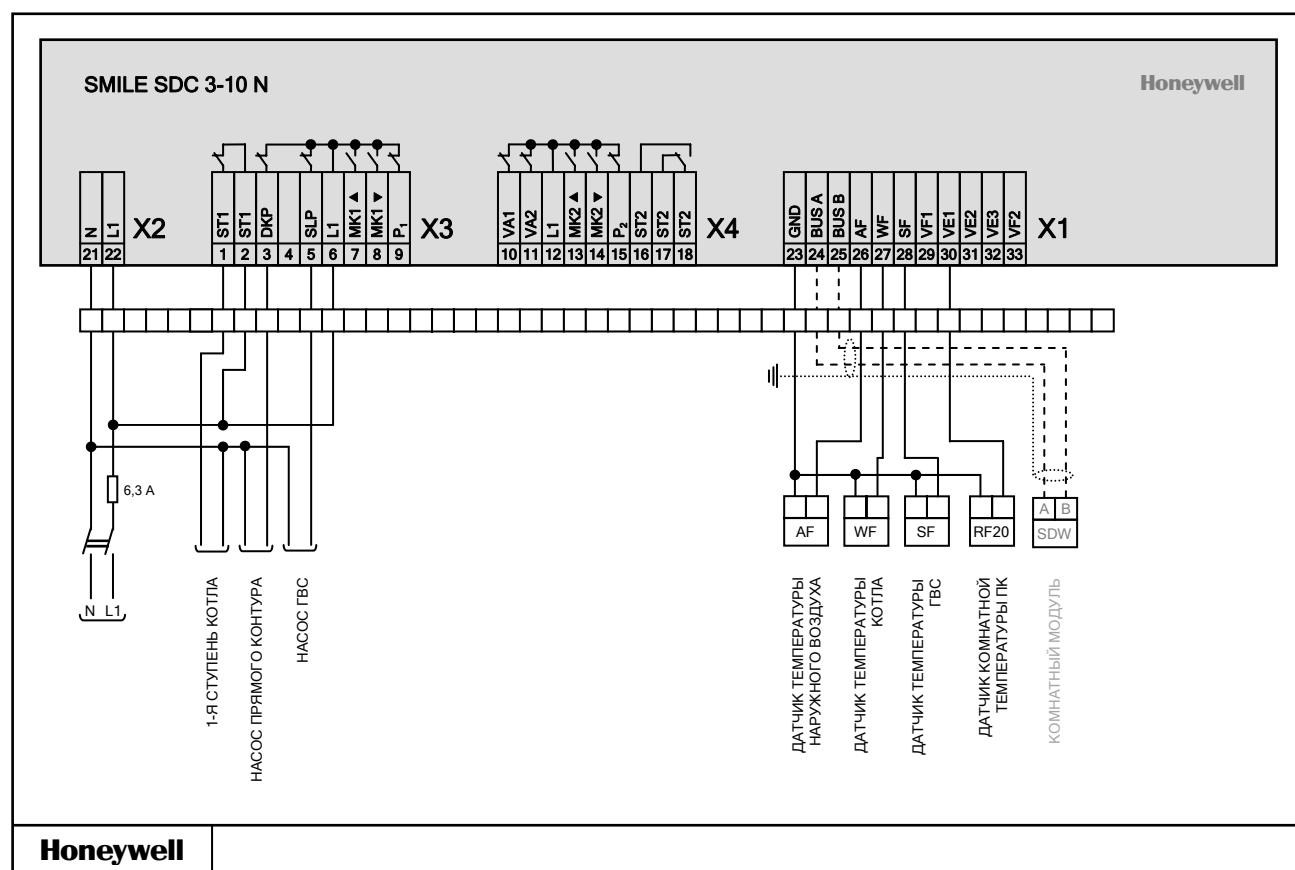 SMILE SDC 3-10 N
Honeywell
N
L1
X2
ST1
ST1
DKP
SLP
L1
MK1 ▲
MK1 ▼
P₁
X3
VA1
VA2
L1
MK2 ▲
MK2 ▼
P₂
ST2
ST2
ST2
X4
GND
BUS A
BUS B
AF
WF
SF
VF1
VE1
VE2
VE3
VF2
X1
21 22
1 2 3 4 5 6 7 8 9
10 11 12 13 14 15 16 17 18
23 24 25 26 27 28 29 30 31 32 33
6,3 A
A B
AF
WF
SF
RF20
SDW
N L1
1-Я СТУПЕНЬ КОТЛА
НАСОС ПРЯМОГО КОНТУРА
НАСОС ГВС
ДАТЧИК ТЕМПЕРАТУРЫ
НАРУЖНОГО ВОЗДУХА
ДАТЧИК ТЕМПЕРАТУРЫ
КОТЛА
ДАТЧИК ТЕМПЕРАТУРЫ
ГВС
ДАТЧИК КОМНАТНОЙ
ТЕМПЕРАТУРЫ ПК
КОМНАТНЫЙ МОДУЛЬ
Honeywell